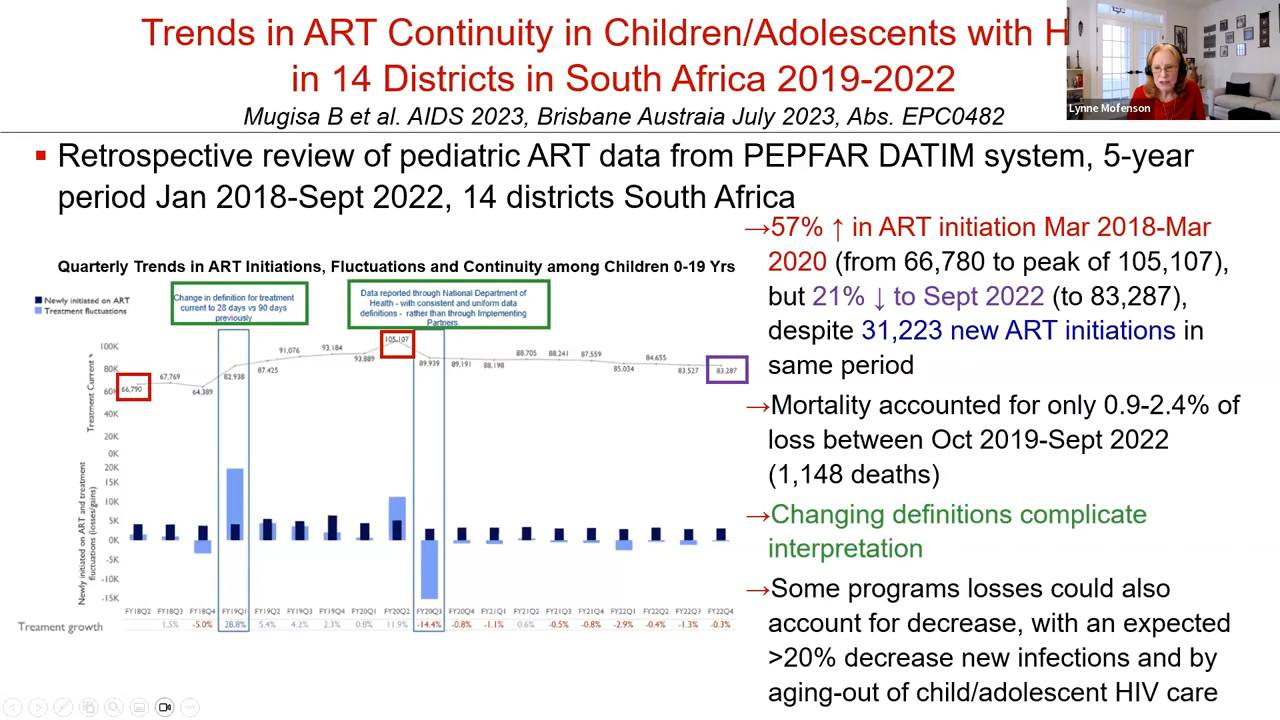 Trends in ART Continuity in Children/Adolescents with H
in 14 Districts in South Africa 2019-2022
Mugisa B et al. AIDS 2023, Brisbane Austraia July 2023, Abs. EPC0482
Lynne Mofenson
▪ Retrospective review of pediatric ART data from PEPFAR DATIM system, 5-year
period Jan 2018-Sept 2022, 14 districts South Africa
Quarterly Trends in ART Initiations, Fluctuations and Continuity among Children 0-19 Yrs
Newly initiated on ART
Treatment fluctuations
Change in definition for treatment
current to 28 days vs 90 days
previously
Data reported through National Department of
Health - with consistent and uniform data
definitions - rather than through Implementing
Partners.
Treatment Current
100K
80K
60K
40K
20K
0K
66,790 67,769 64,389 82,938 87,425 91,076 93,184 93,889 105,107 89,939 89,191 88,198 88,705 88,241 87,559 85,034 84,655 83,527 83,287
Newly initiated on ART and treatment
fluctuations (losses/gains)
20K
15K
10K
5K
0K
-5K
-10K
-15K
FY18Q2 FY18Q3 FY18Q4 FY19Q1 FY19Q2 FY19Q3 FY19Q4 FY20Q1 FY20Q2 FY20Q3 FY20Q4 FY21Q1 FY21Q2 FY21Q3 FY21Q4 FY22Q1 FY22Q2 FY22Q3 FY22Q4
Treament growth 1.5% -5.0% 28.8% 5.4% 4.2% 2.3% 0.8% 11.9% -14.4% -0.8% -1.1% 0.6% -0.5% -0.8% -2.9% -0.4% -1.3% -0.3%
→57% ↑ in ART initiation Mar 2018-Mar
2020 (from 66,780 to peak of 105,107),
but 21% ↓ to Sept 2022 (to 83,287),
despite 31,223 new ART initiations in
same period
→Mortality accounted for only 0.9-2.4% of
loss between Oct 2019-Sept 2022
(1,148 deaths)
→Changing definitions complicate
interpretation
→Some programs losses could also
account for decrease, with an expected
>20% decrease new infections and by
aging-out of child/adolescent HIV care